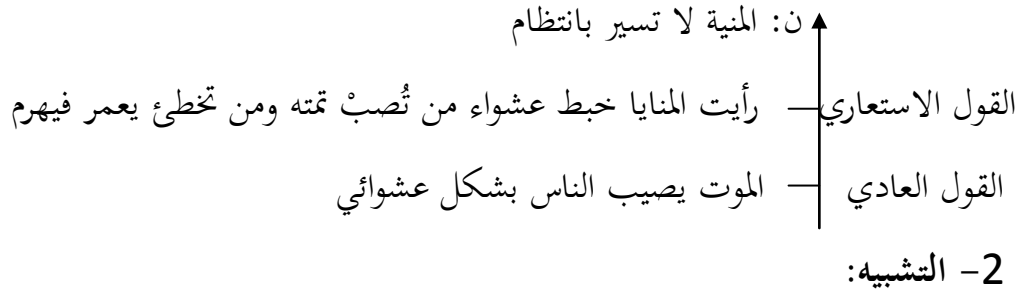 ن: المنية لا تسير بانتظام
القول الاستعاري رأيت المنايا خبط عشواء من تُصبْ تمته ومن تخطئ يعمر فيهرم
القول العادي الموت يصيب الناس بشكل عشوائي
2- التشبيه: